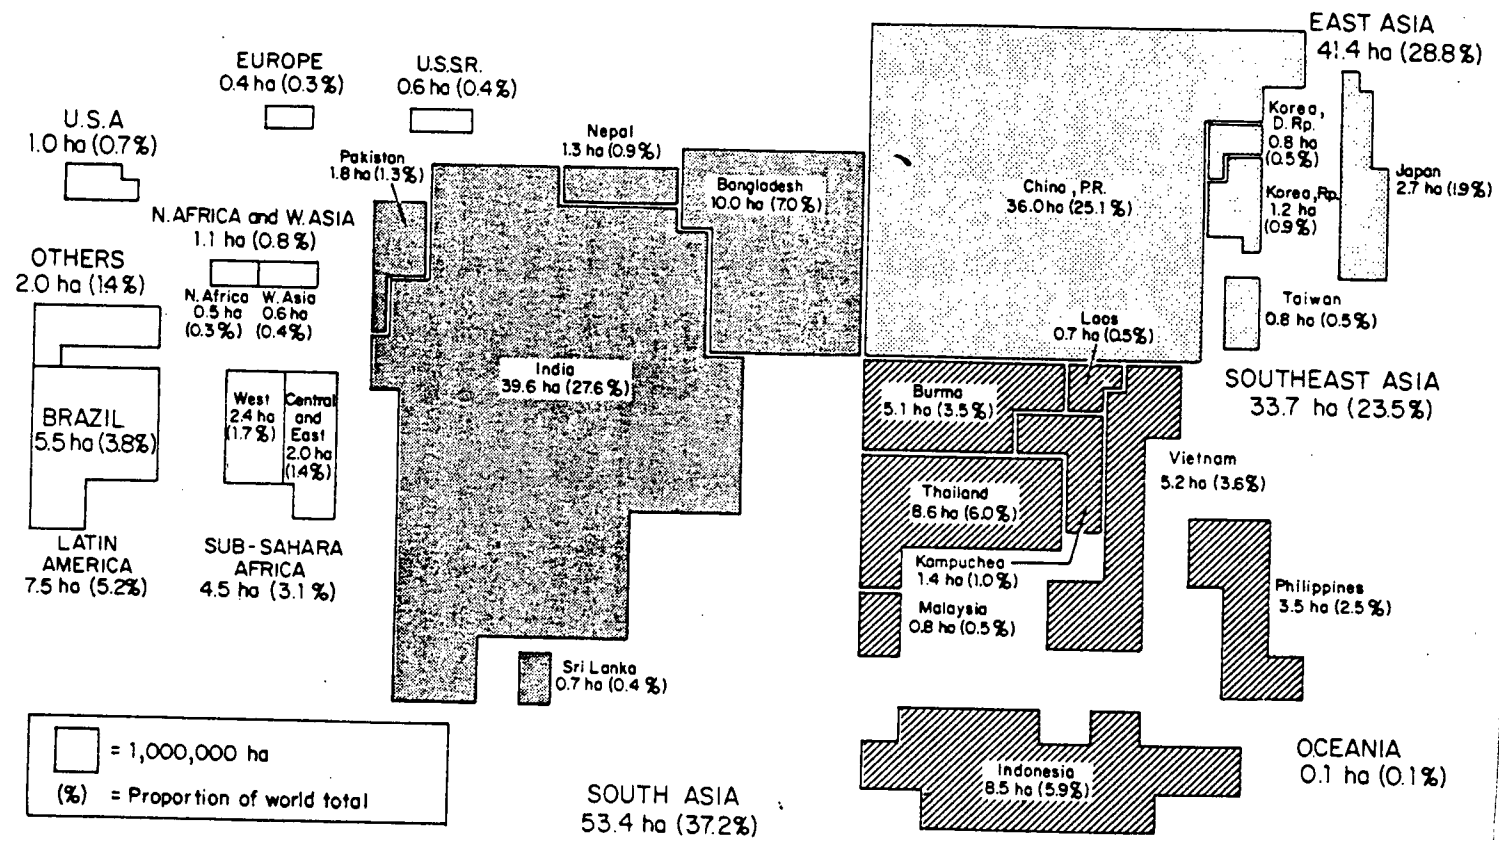 EAST ASIA
41.4 ha (28.8%)
EUROPE
0.4 ha (0.3%)
U.S.S.R.
0.6 ha (0.4%)
U.S.A
1.0 ha (0.7%)
Nepal
1.3 ha (0.9%)
Pakistan
1.8 ha (1.3%)
Bangladesh
10.0 ha (7.0%)
China, P.R.
36.0 ha (25.1%)
Korea,
D. Rp.
0.8 ha
(0.5%)
Korea, Rp.
1.2 ha
(0.9%)
Japan
2.7 ha (1.9%)
N. AFRICA and W. ASIA
1.1 ha (0.8%)
N. Africa
0.5 ha
(0.3%)
W. Asia
0.6 ha
(0.4%)
OTHERS
2.0 ha (14%)
Taiwan
0.8 ha (0.5%)
Laos
0.7 ha (0.5%)
India
39.6 ha (27.6%)
Burma
5.1 ha (3.5%)
SOUTHEAST ASIA
33.7 ha (23.5%)
BRAZIL
5.5 ha (3.8%)
West
2.4 ha
(1.7%)
Central
and
East
2.0 ha
(14%)
Vietnam
5.2 ha (3.6%)
Thailand
8.6 ha (6.0%)
LATIN
AMERICA
7.5 ha (5.2%)
SUB-SAHARA
AFRICA
4.5 ha (3.1%)
Kampuchea
1.4 ha (1.0%)
Malaysia
0.8 ha (0.5%)
Philippines
3.5 ha (2.5%)
Sri Lanka
0.7 ha (0.4%)
= 1,000,000 ha
(%) = Proportion of world total
SOUTH ASIA
53.4 ha (37.2%)
Indonesia
8.5 ha (5.9%)
OCEANIA
0.1 ha (0.1%)